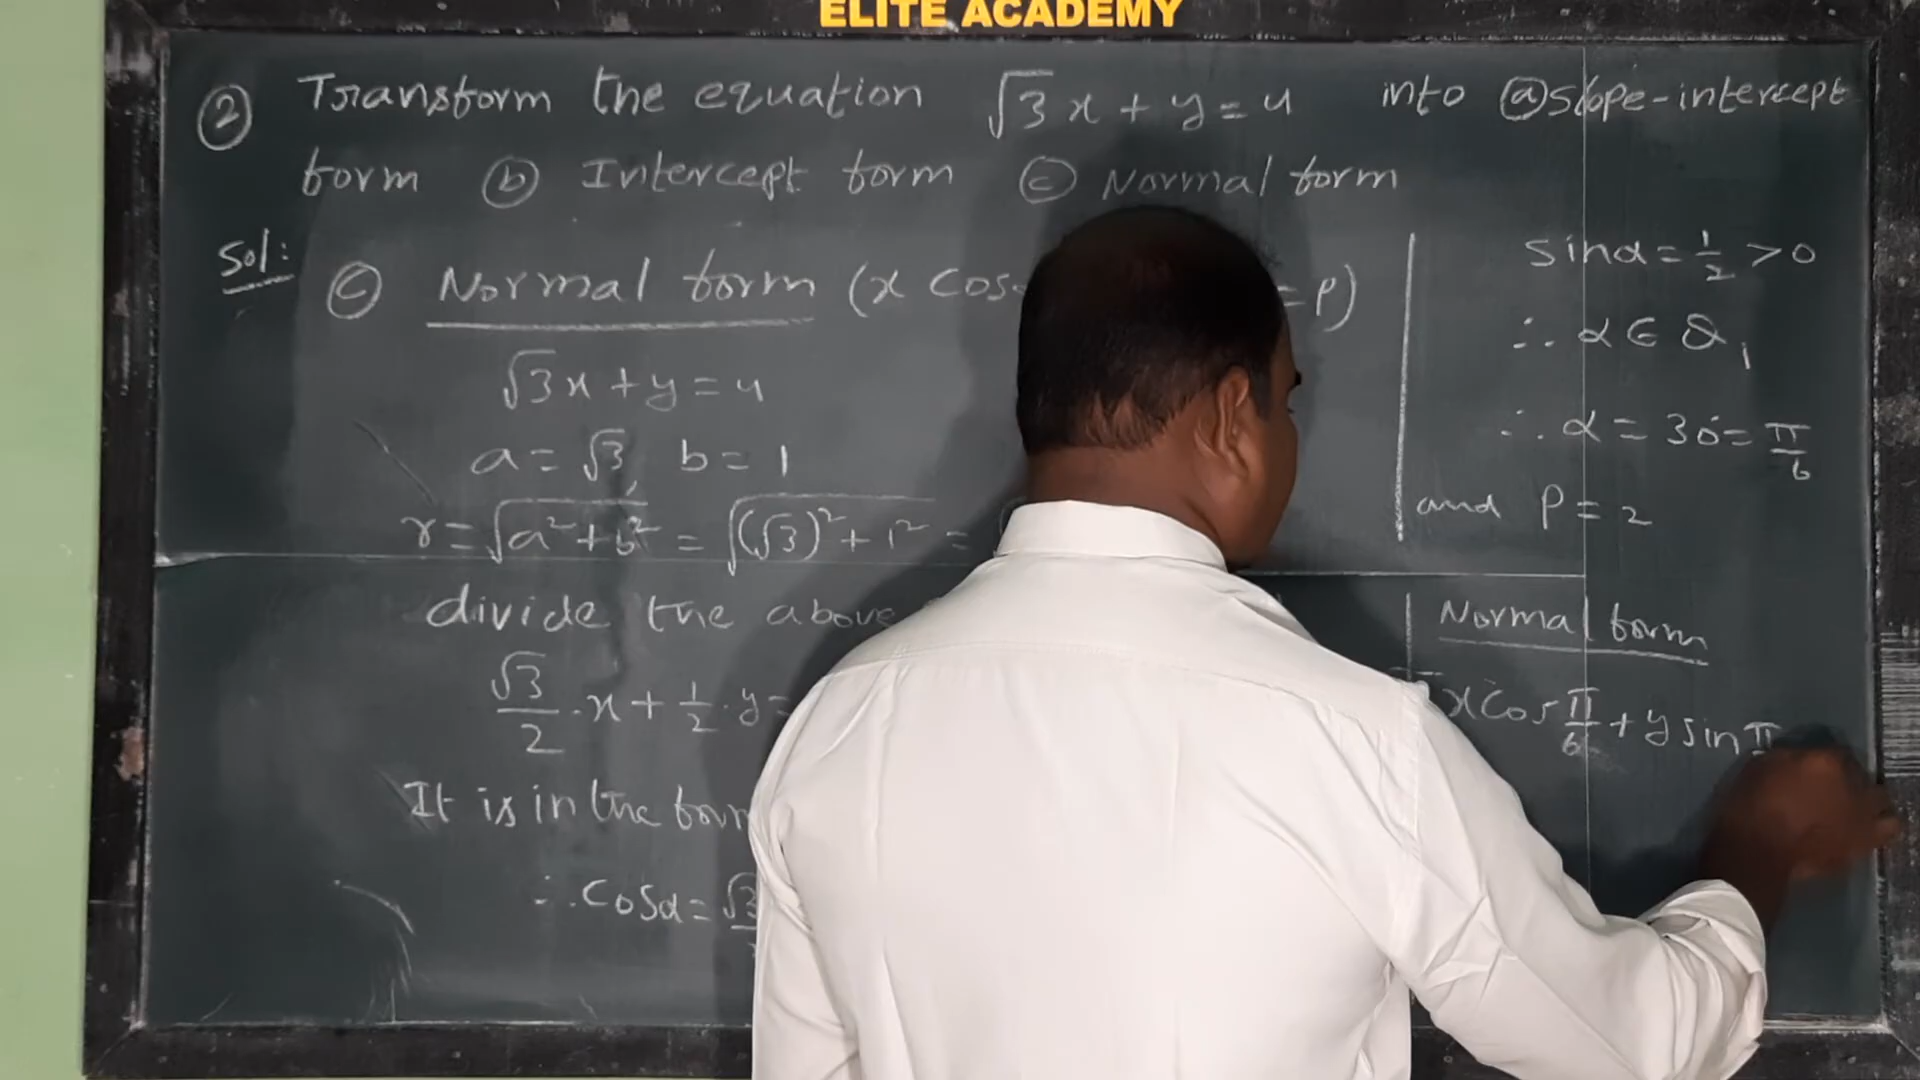 ELITE ACADEMY
② Transform the equation √3x + y = 4 into ⓐ slope-intercept
form ⓑ Intercept form ⓒ Normal form
Sol: ⓒ Normal form (x cos = p)
√3x + y = 4
a = √3, b = 1
r = √(a² + b²) = √((√3)² + 1²) =
divide the above
√3/2 · x + 1/2 · y =
It is in the form
∴ cosα = √3
sinα = 1/2 > 0
∴ α ∈ Q₁
∴ α = 30° = π/6
and p = 2
Normal form
x cos π/6 + y sin π